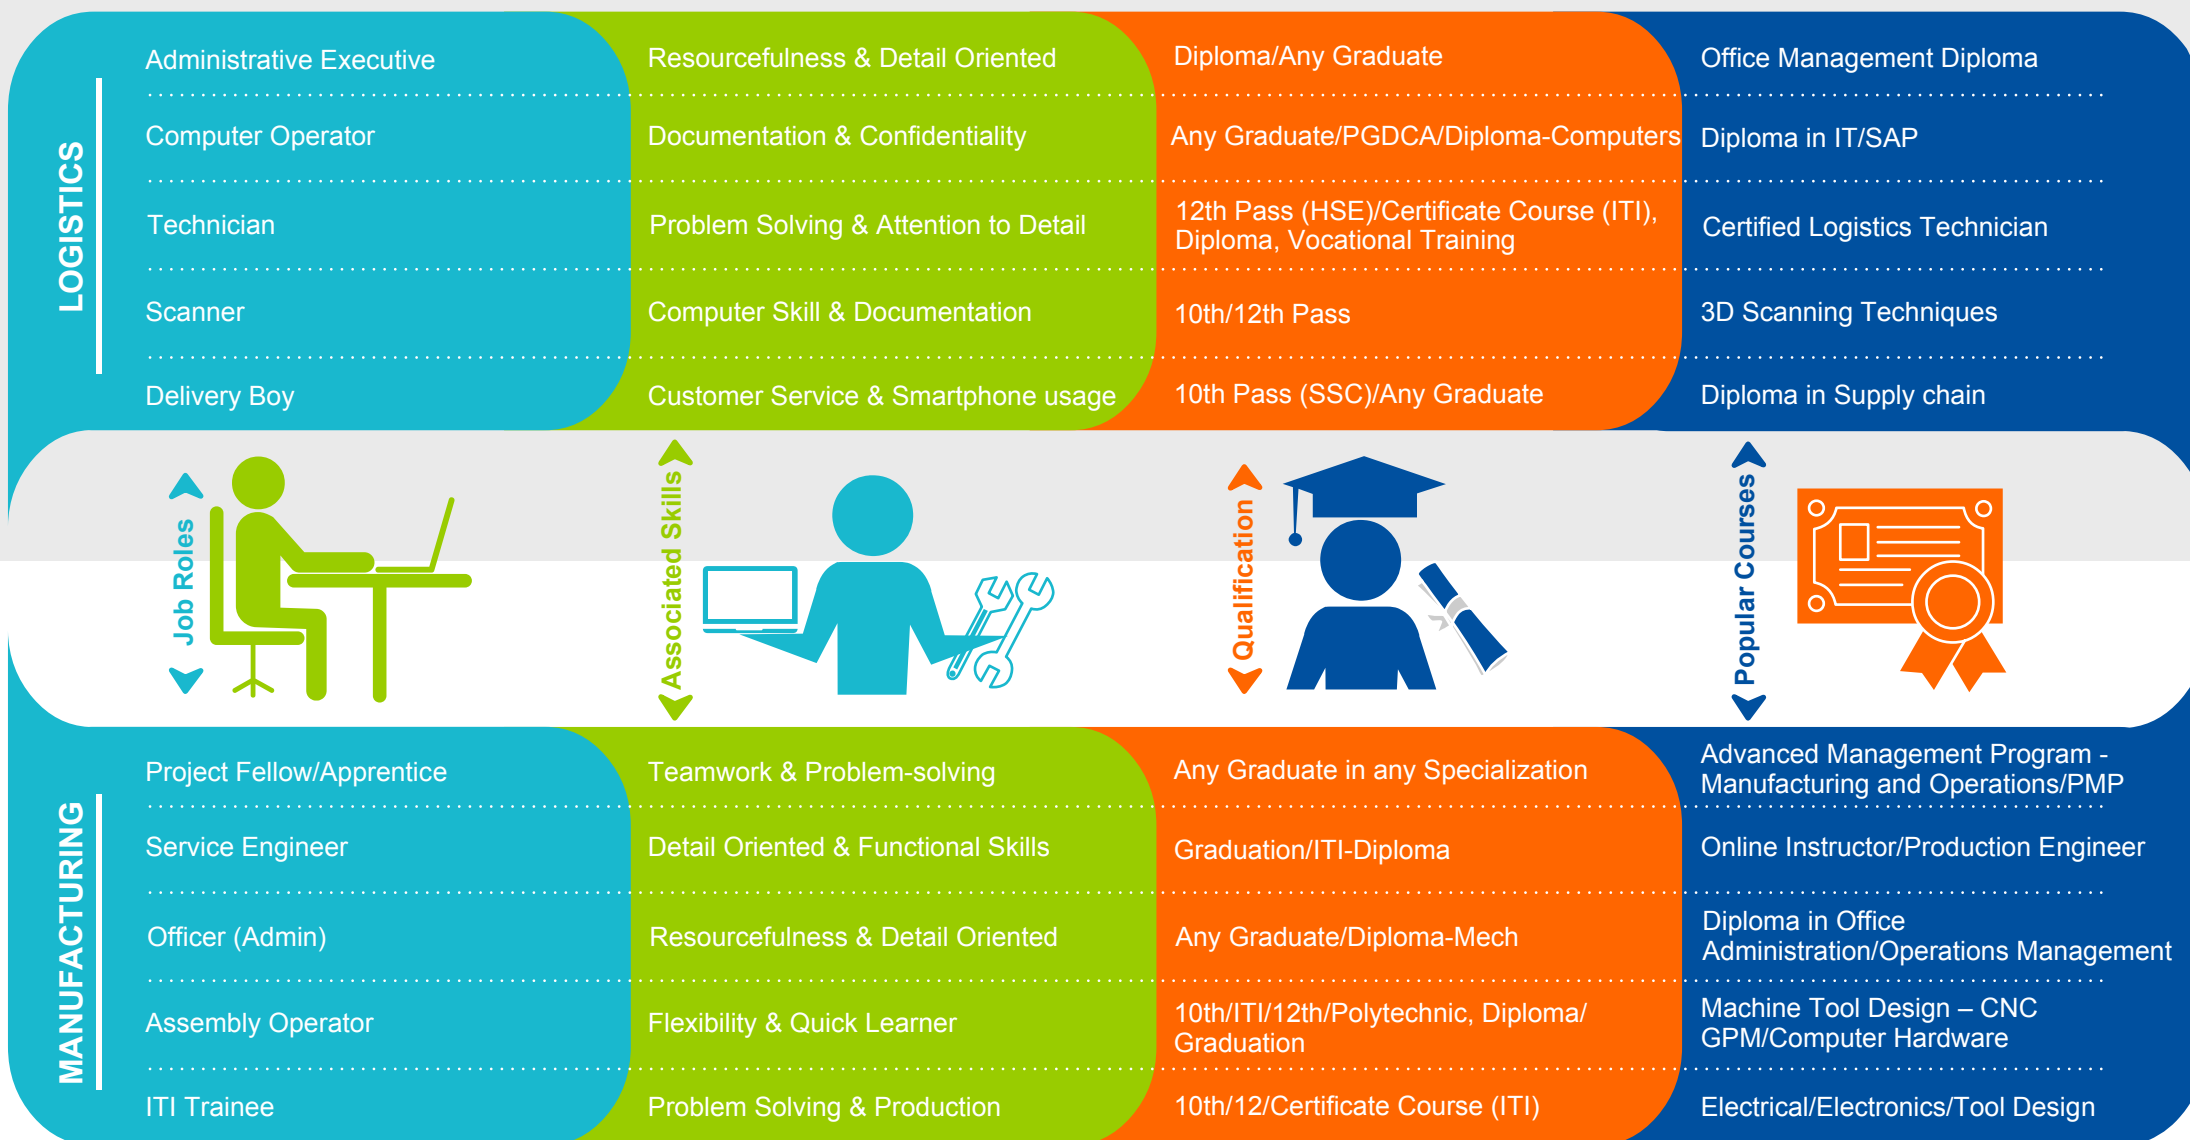 LOGISTICS
Administrative Executive
Resourcefulness & Detail Oriented
Diploma/Any Graduate
Office Management Diploma
Computer Operator
Documentation & Confidentiality
Any Graduate/PGDCA/Diploma-Computers
Diploma in IT/SAP
Technician
Problem Solving & Attention to Detail
12th Pass (HSE)/Certificate Course (ITI),
Diploma, Vocational Training
Certified Logistics Technician
Scanner
Computer Skill & Documentation
10th/12th Pass
3D Scanning Techniques
Delivery Boy
Customer Service & Smartphone usage
10th Pass (SSC)/Any Graduate
Diploma in Supply chain
Job Roles
Associated Skills
Qualification
Popular Courses
MANUFACTURING
Project Fellow/Apprentice
Teamwork & Problem-solving
Any Graduate in any Specialization
Advanced Management Program -
Manufacturing and Operations/PMP
Service Engineer
Detail Oriented & Functional Skills
Graduation/ITI-Diploma
Online Instructor/Production Engineer
Officer (Admin)
Resourcefulness & Detail Oriented
Any Graduate/Diploma-Mech
Diploma in Office
Administration/Operations Management
Assembly Operator
Flexibility & Quick Learner
10th/ITI/12th/Polytechnic, Diploma/
Graduation
Machine Tool Design – CNC
GPM/Computer Hardware
ITI Trainee
Problem Solving & Production
10th/12/Certificate Course (ITI)
Electrical/Electronics/Tool Design